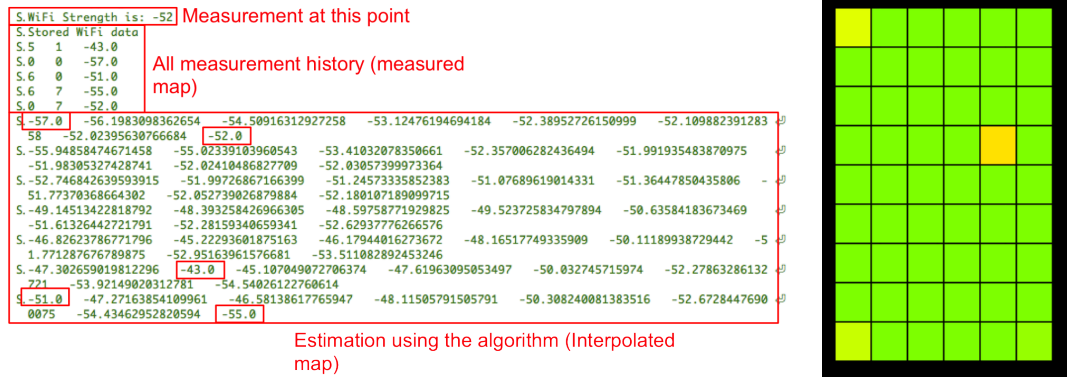 S.WiFi Strength is: -52 Measurement at this point
S.Stored WiFi data
S.5 1 -43.0
S.0 0 -57.0
S.6 0 -51.0
S.6 7 -55.0
S.0 7 -52.0
All measurement history (measured
map)
S.-57.0 -56.1983098362654 -54.50916312927258 -53.12476194694184 -52.38952726150999 -52.109882391283
58 -52.02395630766684 -52.0
S.-55.94858474671458 -55.02339103960543 -53.41032078350661 -52.357006282436494 -51.991935483870975
-51.98305327428741 -52.02410486827709 -52.03057399973364
S.-52.746842639593915 -51.99726867166399 -51.24573335852383 -51.07689619014331 -51.36447850435806 -
51.77370368664302 -52.052739026879884 -52.180107189099715
S.-49.14513422818792 -48.393258426966305 -48.59758771929825 -49.523725834797894 -50.63584183673469
-51.61326442721791 -52.28159340659341 -52.62937776266576
S.-46.82623786771796 -45.22293601875163 -46.17944016273672 -48.16517749335909 -50.11189938729442 -5
1.771287676789875 -52.95163961576681 -53.511082892453246
S.-47.302659019812296 -43.0 -45.107049072706374 -47.61963095053497 -50.032745715974 -52.27863286132
721 -53.92149020312781 -54.54026122760614
S.-51.0 -47.27163854109961 -46.58138617765947 -48.11505791505791 -50.308240081383516 -52.6728447690
0075 -54.43462952820594 -55.0
Estimation using the algorithm (Interpolated
map)